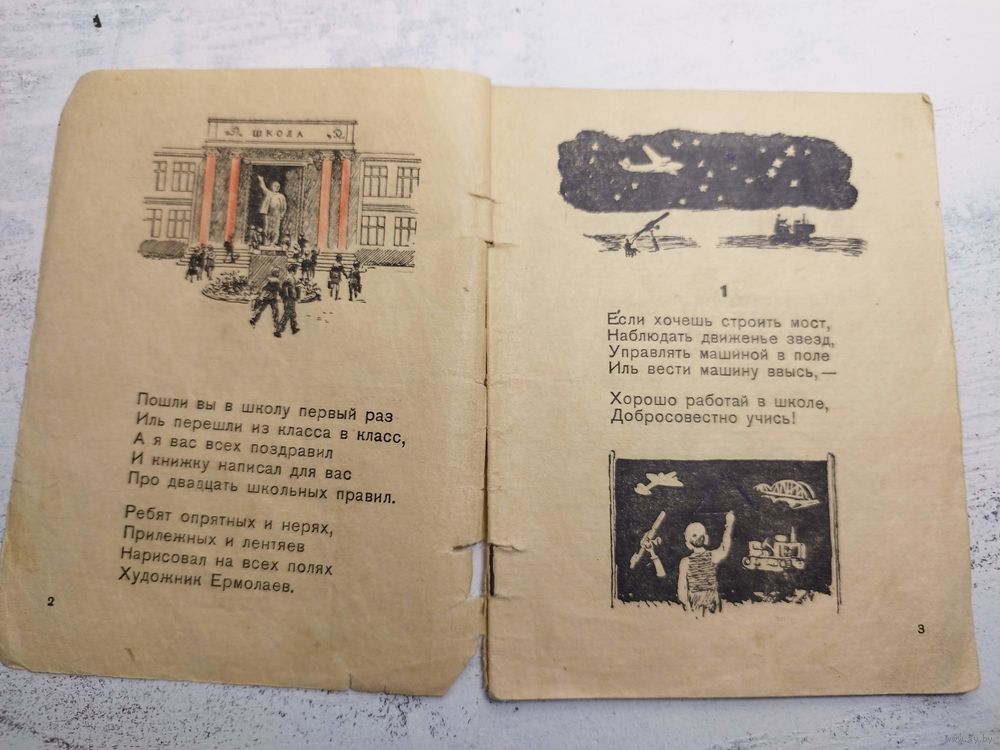 ШКОЛА
Пошли вы в школу первый раз
Иль перешли из класса в класс,
А я вас всех поздравил
И книжку написал для вас
Про двадцать школьных правил.
Ребят опрятных и нерях,
Прилежных и лентяев
Нарисовал на всех полях
Художник Ермолаев.
2
1
Если хочешь строить мост,
Наблюдать движенье звезд,
Управлять машиной в поле
Иль вести машину ввысь,—
Хорошо работай в школе,
Добросовестно учись!
3